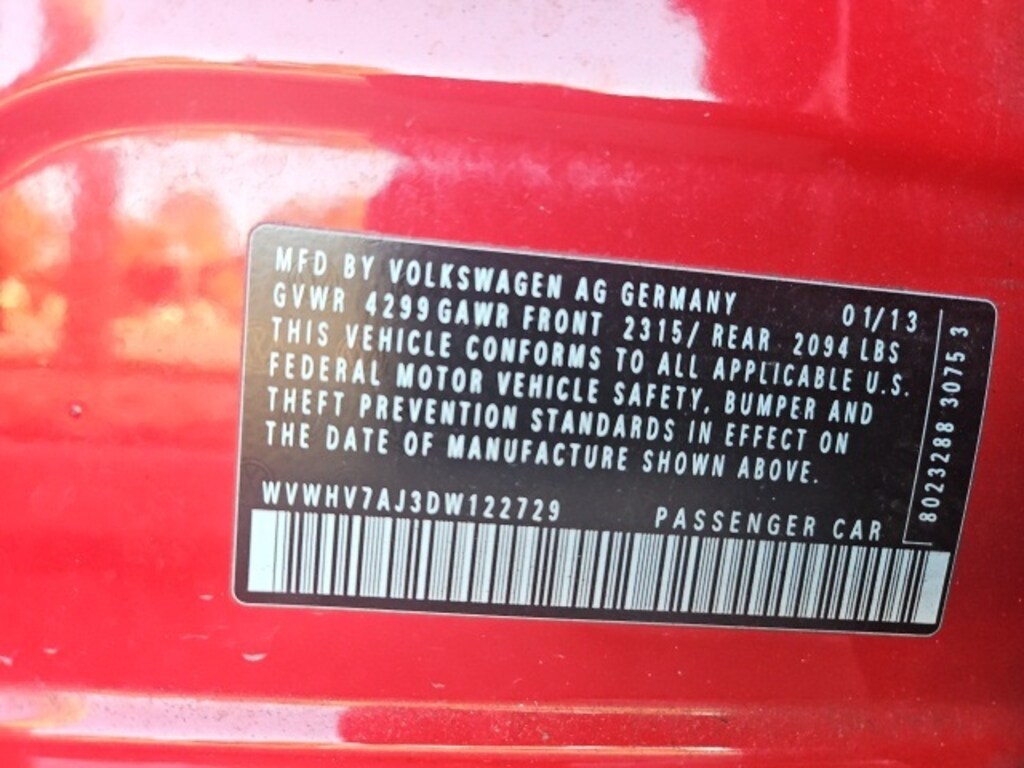 MFD BY VOLKSWAGEN AG GERMANY 01/13
GVWR 4299 GAWR FRONT 2315/ REAR 2094 LBS
THIS VEHICLE CONFORMS TO ALL APPLICABLE U.S.
FEDERAL MOTOR VEHICLE SAFETY, BUMPER AND
THEFT PREVENTION STANDARDS IN EFFECT ON
THE DATE OF MANUFACTURE SHOWN ABOVE.
WVWHV7AJ3DW122729 PASSENGER CAR
8023288 3075 3